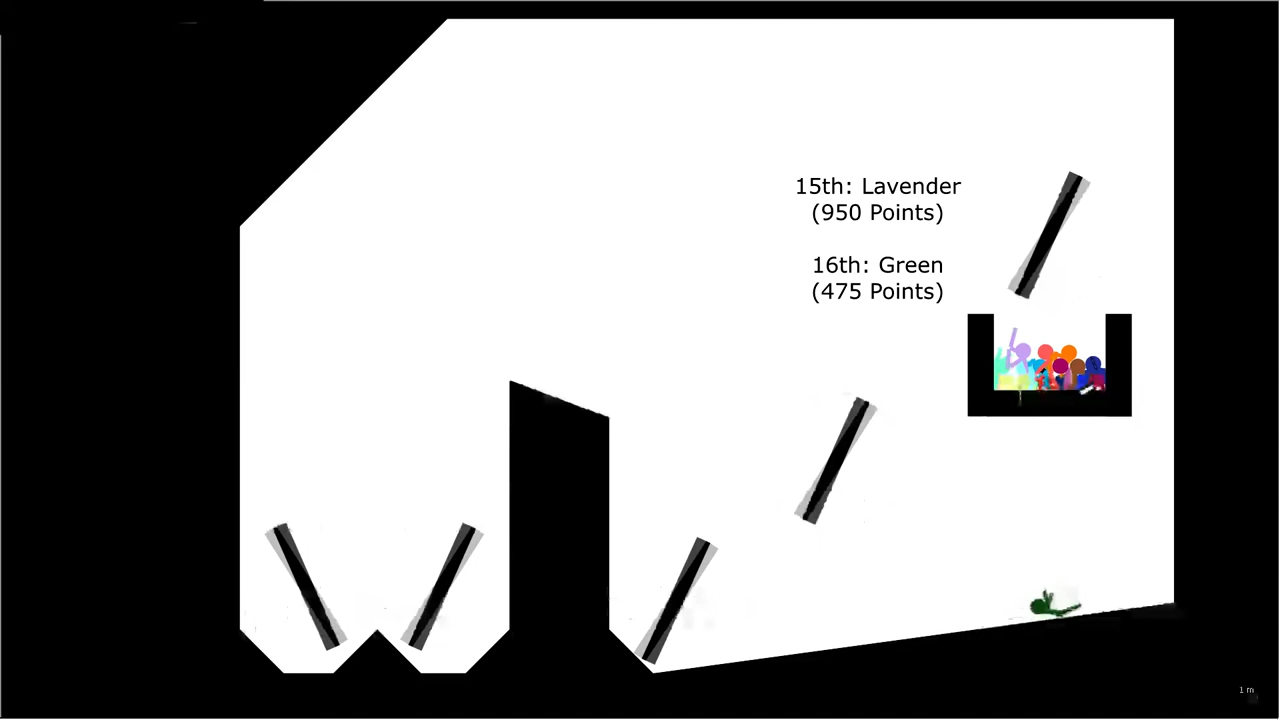 15th: Lavender
(950 Points)
16th: Green
(475 Points)
1 m